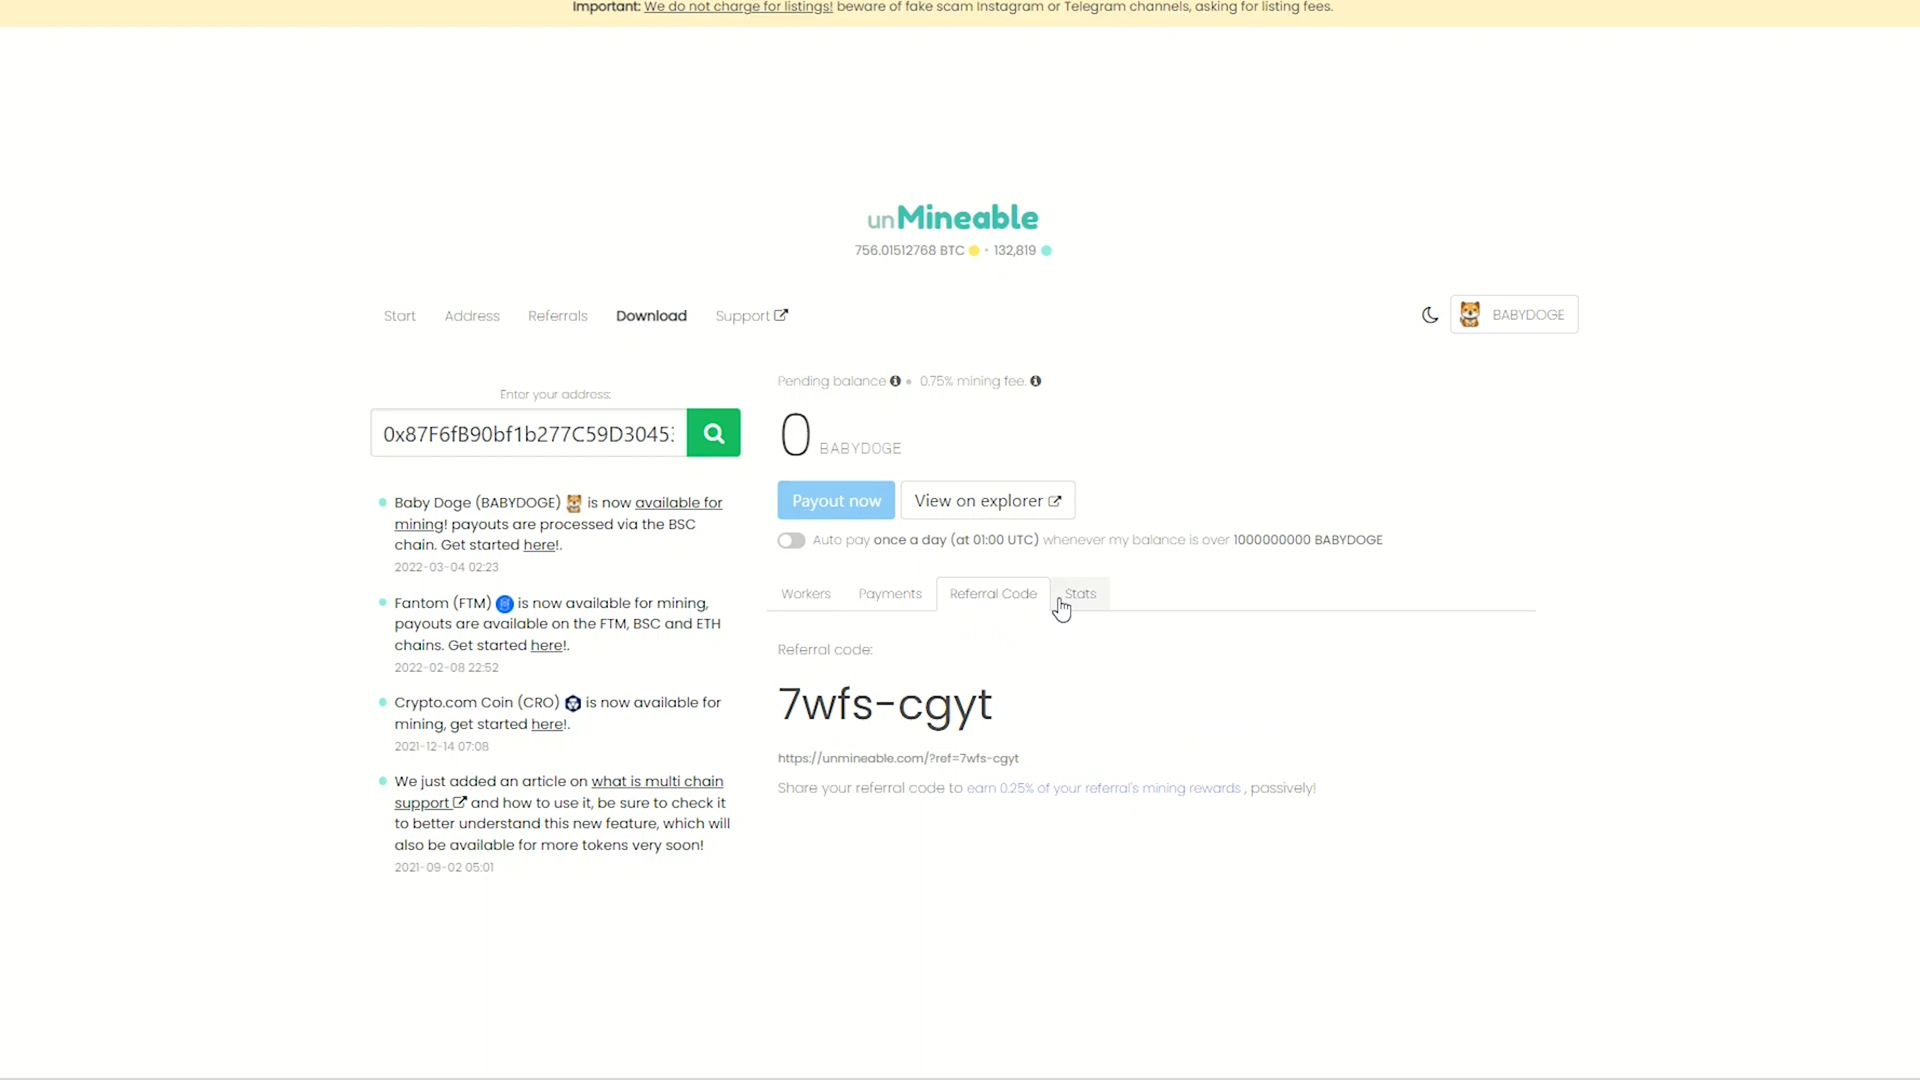 Important: We do not charge for listings! beware of fake scam Instagram or Telegram channels, asking for listing fees.
unMineable
756.01512768 BTC • 132,819
Start Address Referrals Download Support
BABYDOGE
Enter your address:
0x87F6fB90bf1b277C59D3045
Baby Doge (BABYDOGE) is now available for
mining! payouts are processed via the BSC
chain. Get started here!.
2022-03-04 02:23
Fantom (FTM) is now available for mining,
payouts are available on the FTM, BSC and ETH
chains. Get started here!.
2022-02-08 22:52
Crypto.com Coin (CRO) is now available for
mining, get started here!.
2021-12-14 07:08
We just added an article on what is multi chain
support and how to use it, be sure to check it
to better understand this new feature, which will
also be available for more tokens very soon!
2021-09-02 05:01
Pending balance • 0.75% mining fee.
0 BABYDOGE
Payout now View on explorer
Auto pay once a day (at 01:00 UTC) whenever my balance is over 1000000000 BABYDOGE
Workers Payments Referral Code Stats
Referral code:
7wfs-cgyt
https://unmineable.com/?ref=7wfs-cgyt
Share your referral code to earn 0.25% of your referral's mining rewards , passively!